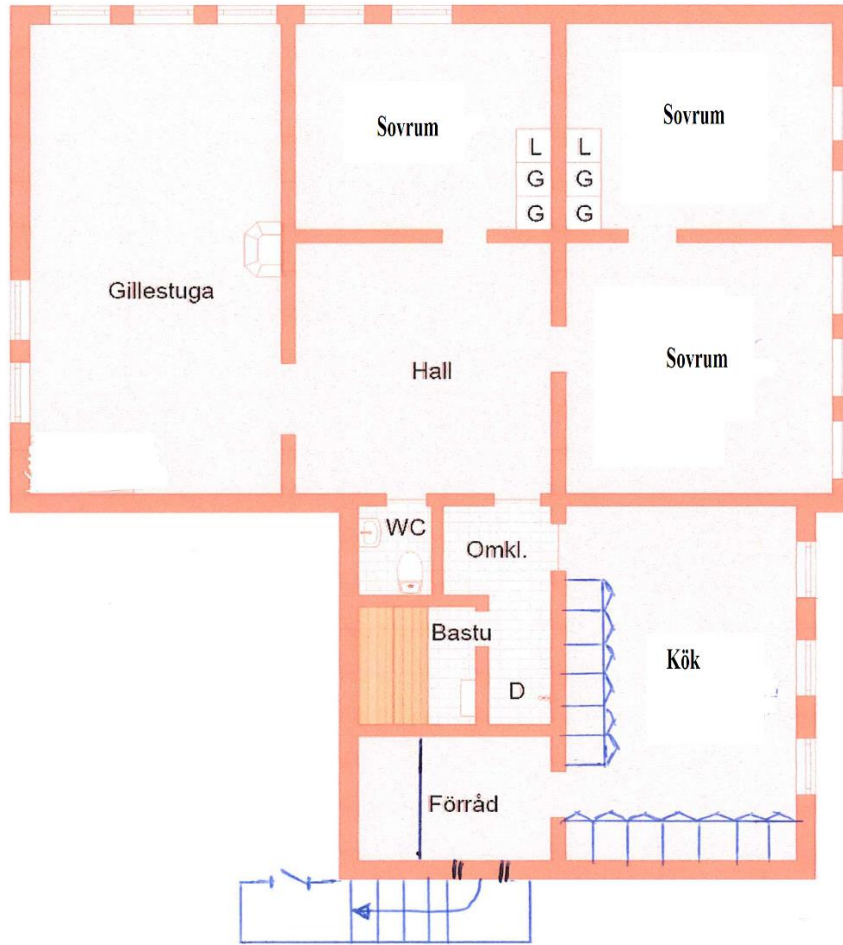 Sovrum
Sovrum
L
G
G
L
G
G
Gillestuga
Hall
Sovrum
WC
Omkl.
Bastu
Kök
D
Förråd